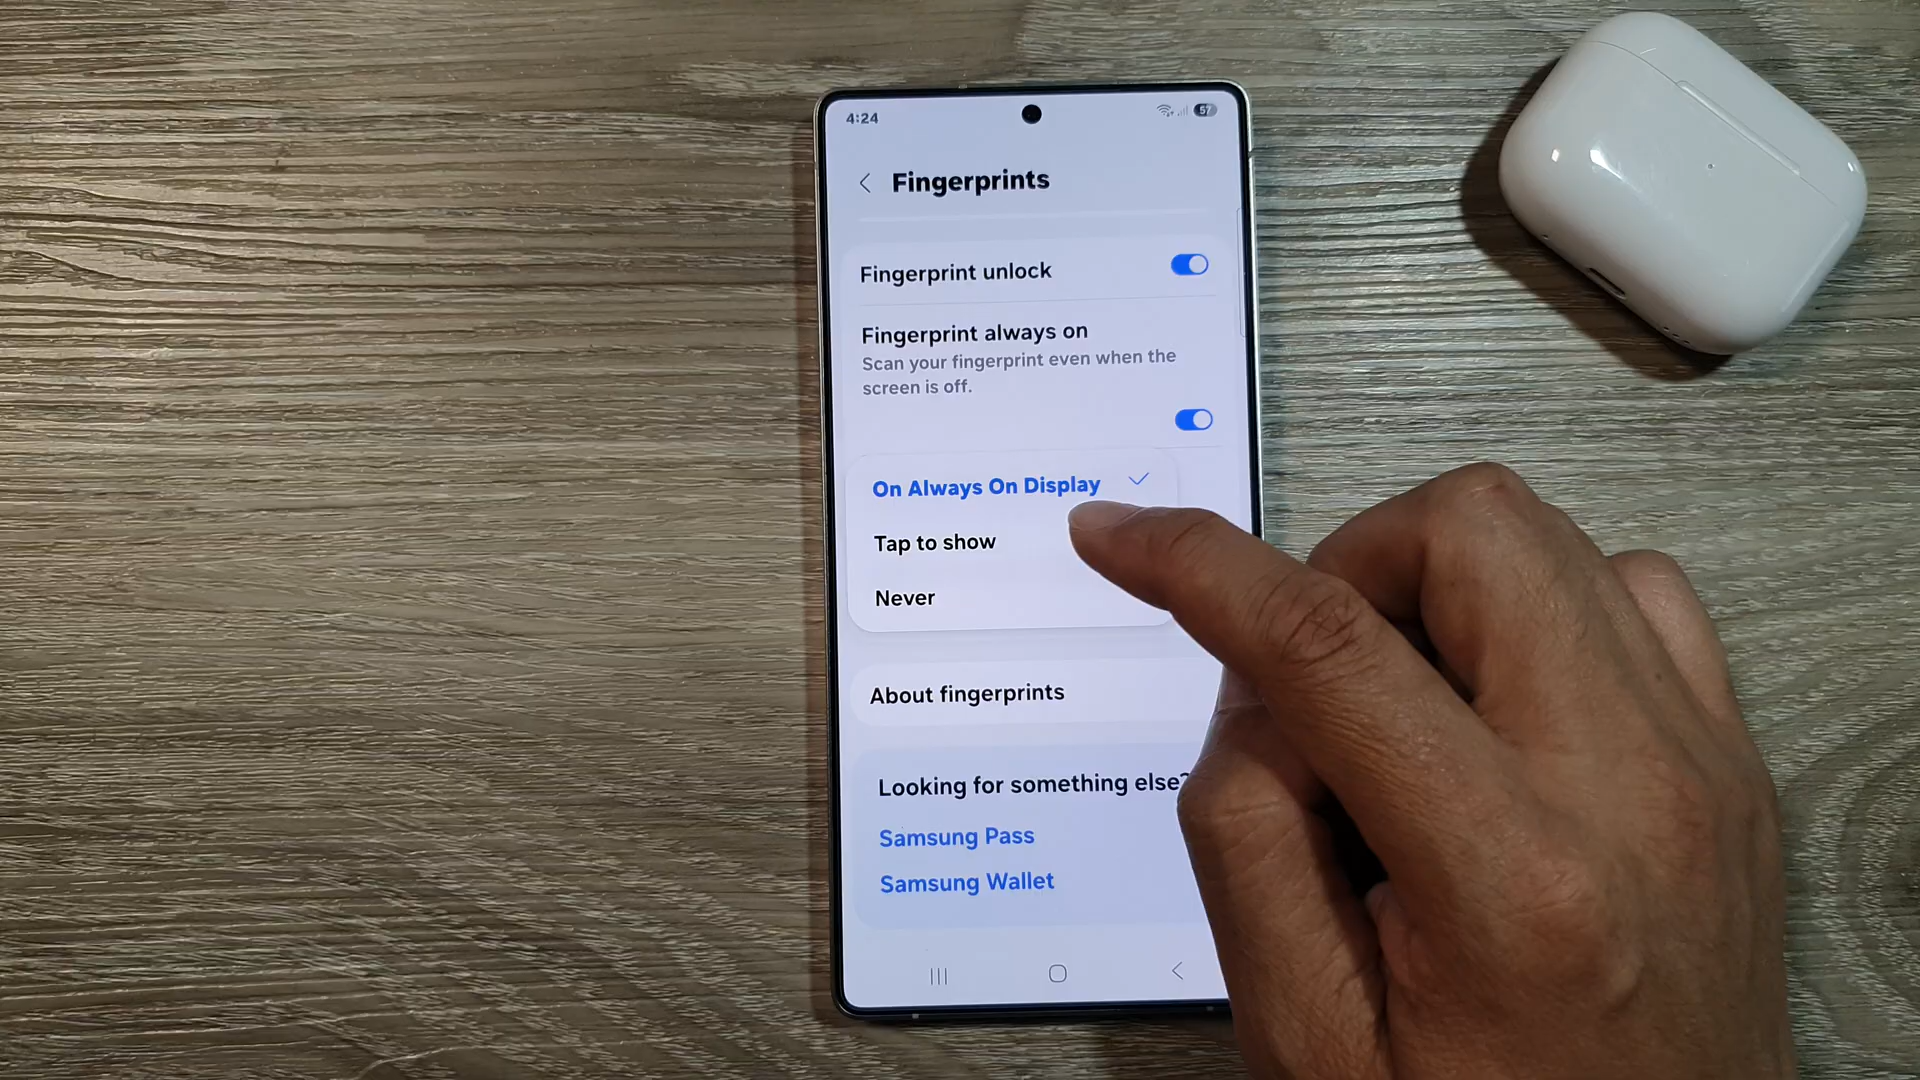 4:24
57
Fingerprints
Fingerprint unlock
Fingerprint always on
Scan your fingerprint even when the
screen is off.
On Always On Display
Tap to show
Never
About fingerprints
Looking for something else?
Samsung Pass
Samsung Wallet